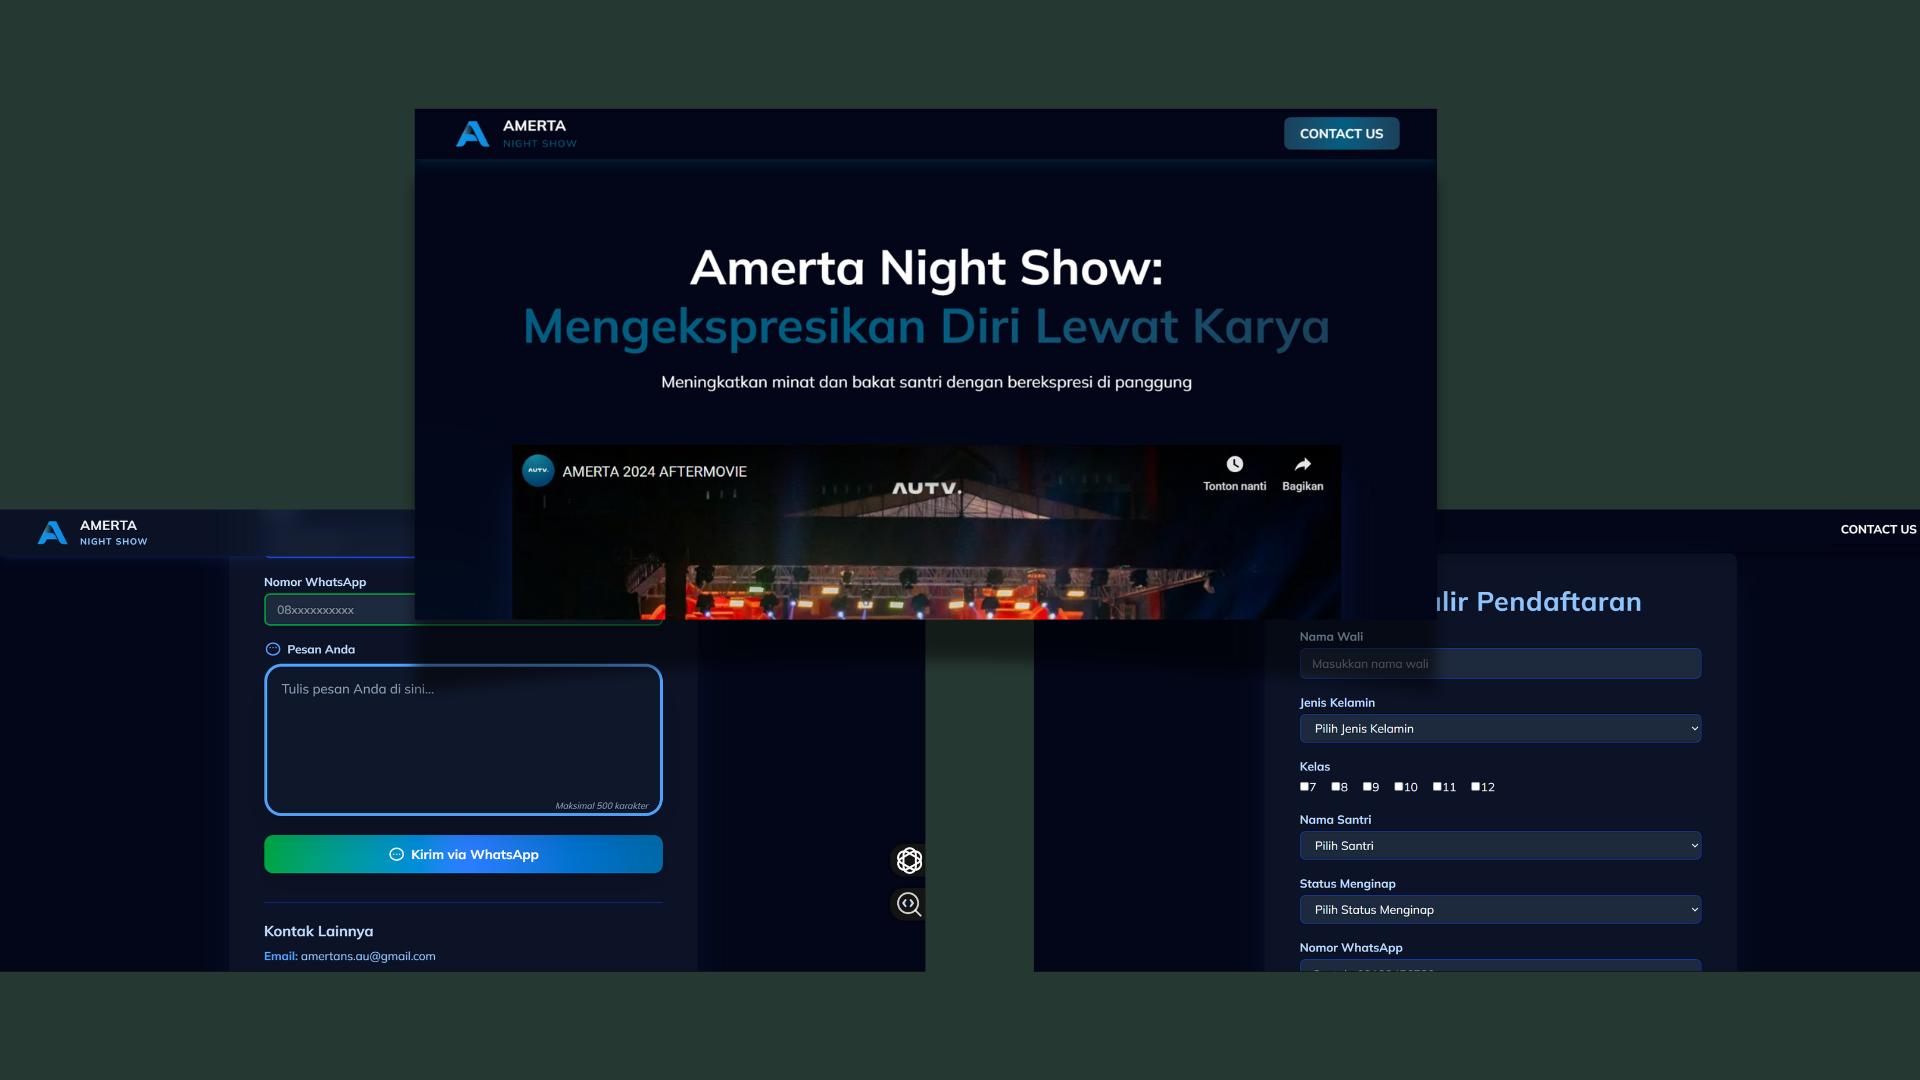 AMERTA
NIGHT SHOW
CONTACT US
Amerta Night Show:
Mengekspresikan Diri Lewat Karya
Meningkatkan minat dan bakat santri dengan berekspresi di panggung
AUTV.
AMERTA 2024 AFTERMOVIE
AUTV.
Tonton nanti
Bagikan
AMERTA
NIGHT SHOW
Nomor WhatsApp
08xxxxxxxxxx
Pesan Anda
Tulis pesan Anda di sini...
Maksimal 500 karakter
Kirim via WhatsApp
Kontak Lainnya
Email: amertans.au@gmail.com
CONTACT US
lir Pendaftaran
Nama Wali
Masukkan nama wali
Jenis Kelamin
Pilih Jenis Kelamin
Kelas
7 8 9 10 11 12
Nama Santri
Pilih Santri
Status Menginap
Pilih Status Menginap
Nomor WhatsApp